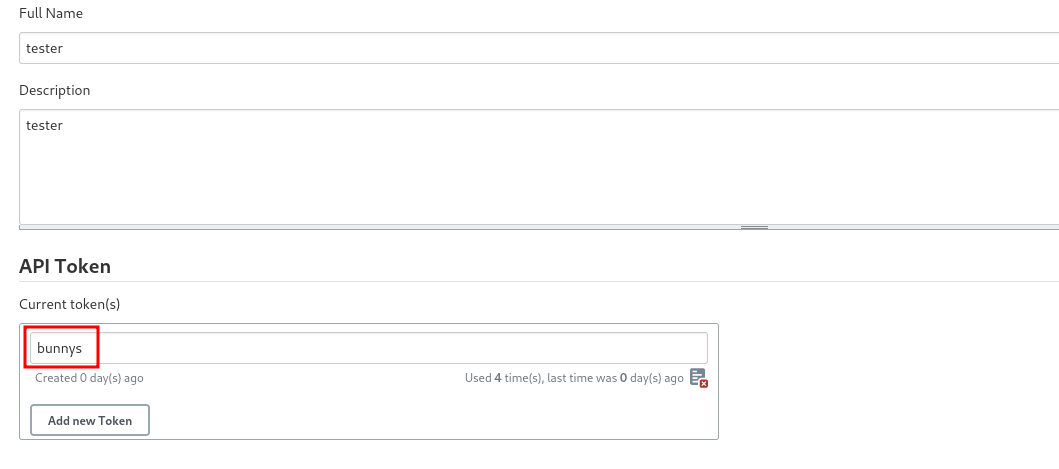 Full Name
tester
Description
tester
API Token
Current token(s)
bunnys
Created 0 day(s) ago
Used 4 time(s), last time was 0 day(s) ago
Add new Token